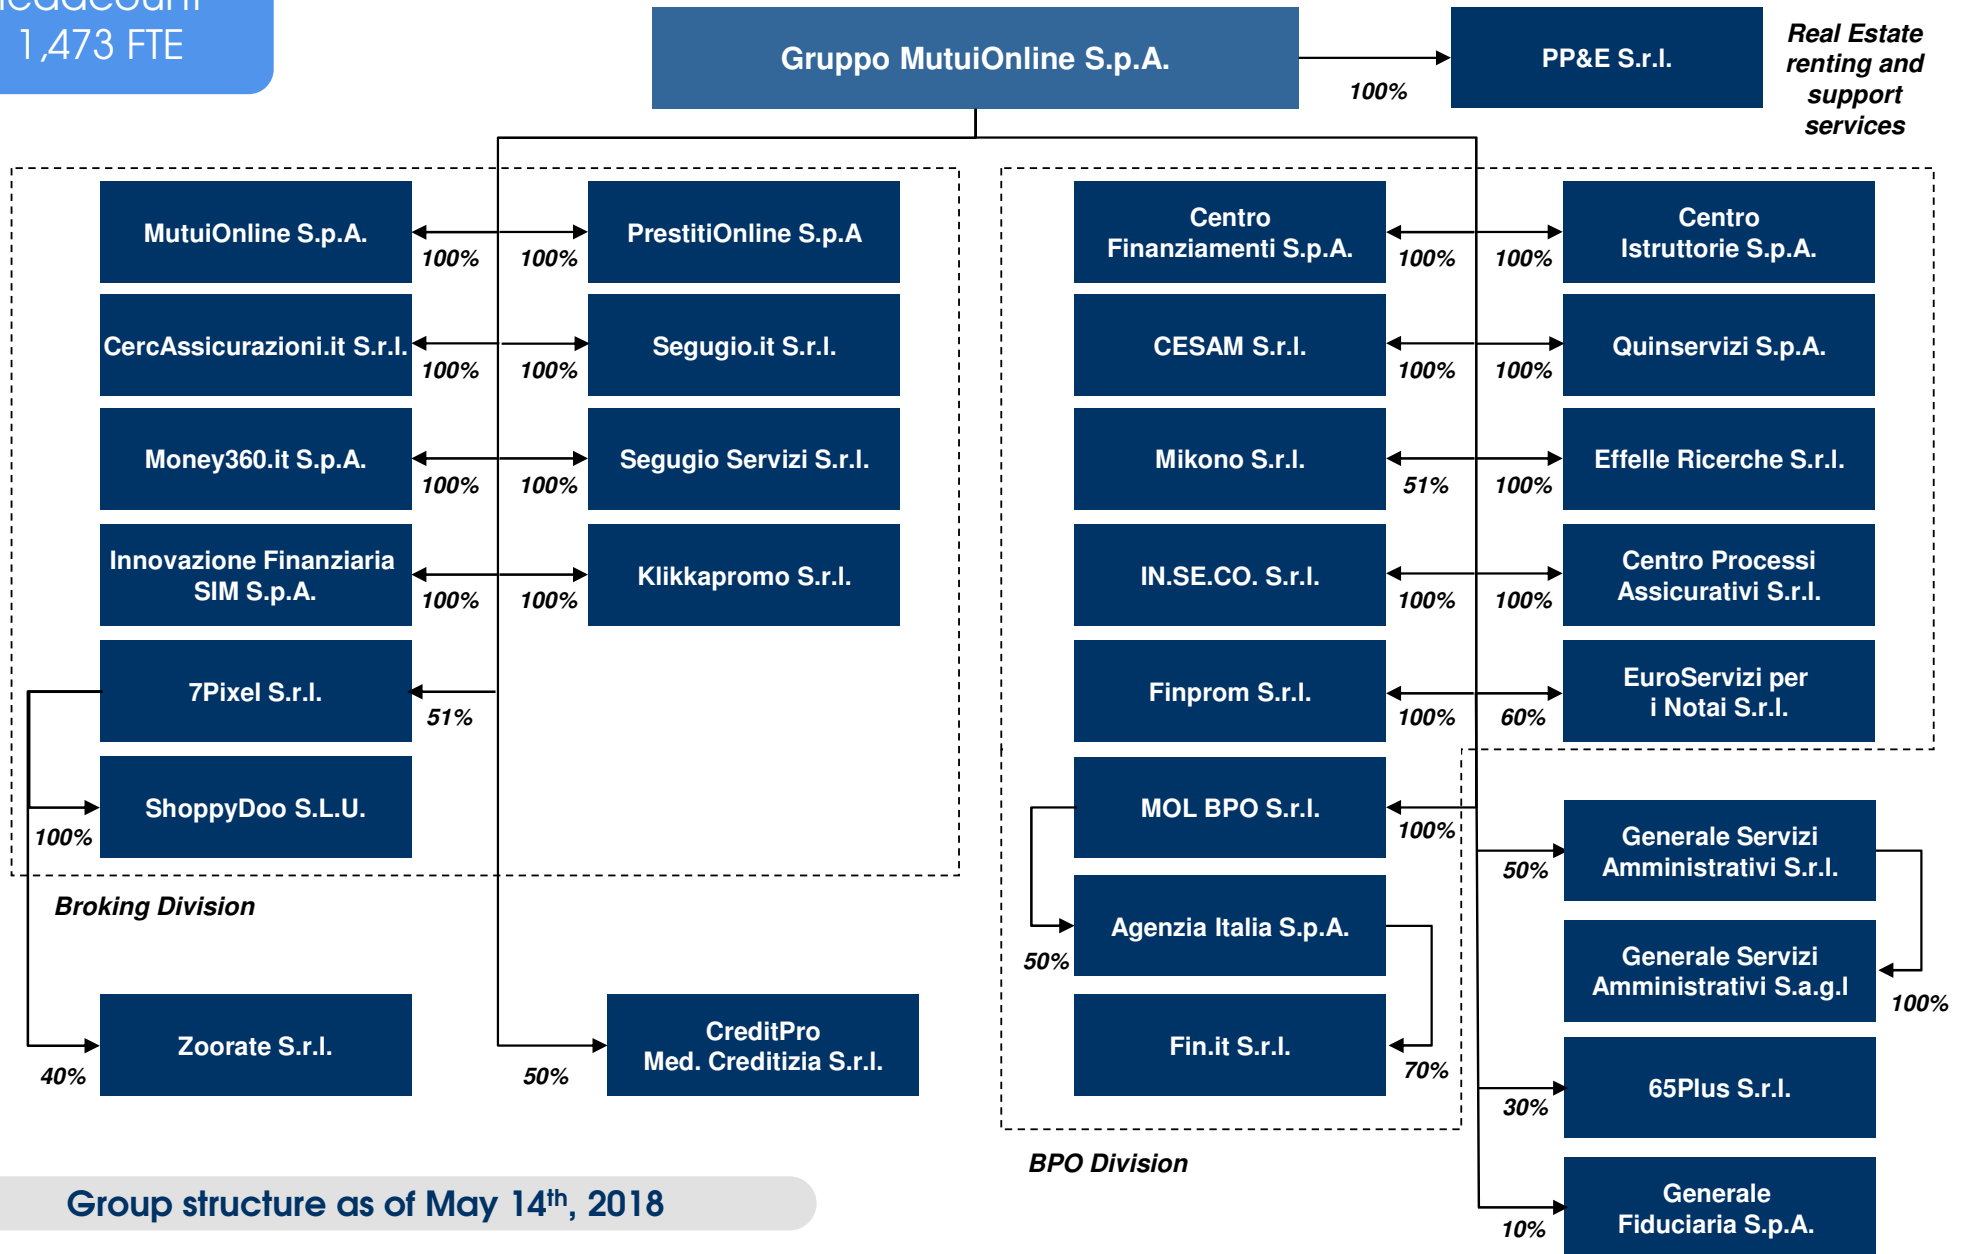 1,473 FTE
Gruppo MutuiOnline S.p.A.
100%
PP&E S.r.l.
Real Estate
renting and
support
services
MutuiOnline S.p.A.
100%
100%
PrestitiOnline S.p.A
CercAssicurazioni.it S.r.l.
100%
100%
Segugio.it S.r.l.
Money360.it S.p.A.
100%
100%
Segugio Servizi S.r.l.
Innovazione Finanziaria
SIM S.p.A.
100%
100%
Klikkapromo S.r.l.
7Pixel S.r.l.
51%
100%
ShoppyDoo S.L.U.
Broking Division
40%
Zoorate S.r.l.
50%
CreditPro
Med. Creditizia S.r.l.
Centro
Finanziamenti S.p.A.
100%
100%
Centro
Istruttorie S.p.A.
CESAM S.r.l.
100%
100%
Quinservizi S.p.A.
Mikono S.r.l.
51%
100%
Effelle Ricerche S.r.l.
IN.SE.CO. S.r.l.
100%
100%
Centro Processi
Assicurativi S.r.l.
Finprom S.r.l.
100%
60%
EuroServizi per
i Notai S.r.l.
MOL BPO S.r.l.
100%
50%
Agenzia Italia S.p.A.
Fin.it S.r.l.
70%
BPO Division
50%
Generale Servizi
Amministrativi S.r.l.
Generale Servizi
Amministrativi S.a.g.l
100%
30%
65Plus S.r.l.
10%
Generale
Fiduciaria S.p.A.
Group structure as of May 14th, 2018